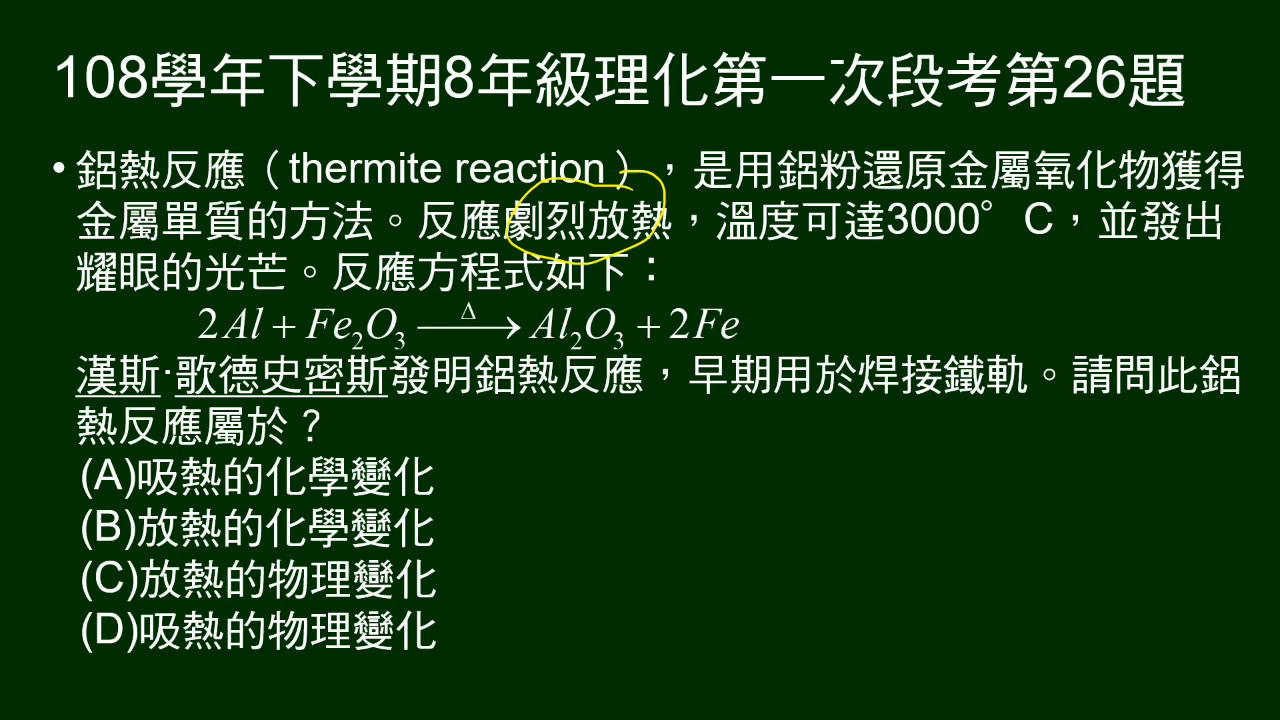 108學年下學期8年級理化第一次段考第26題
• 鋁熱反應（thermite reaction），是用鋁粉還原金屬氧化物獲得
金屬單質的方法。反應劇烈放熱，溫度可達3000°C，並發出
耀眼的光芒。反應方程式如下：
2Al + Fe₂O₃ —Δ→ Al₂O₃ + 2Fe
漢斯·歌德史密斯發明鋁熱反應，早期用於焊接鐵軌。請問此鋁
熱反應屬於？
(A)吸熱的化學變化
(B)放熱的化學變化
(C)放熱的物理變化
(D)吸熱的物理變化